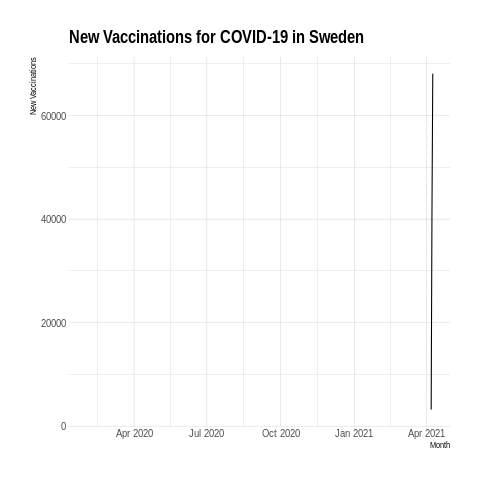 New Vaccinations for COVID-19 in Sweden
New Vaccinations
60000
40000
20000
0
Apr 2020 Jul 2020 Oct 2020 Jan 2021 Apr 2021
Month